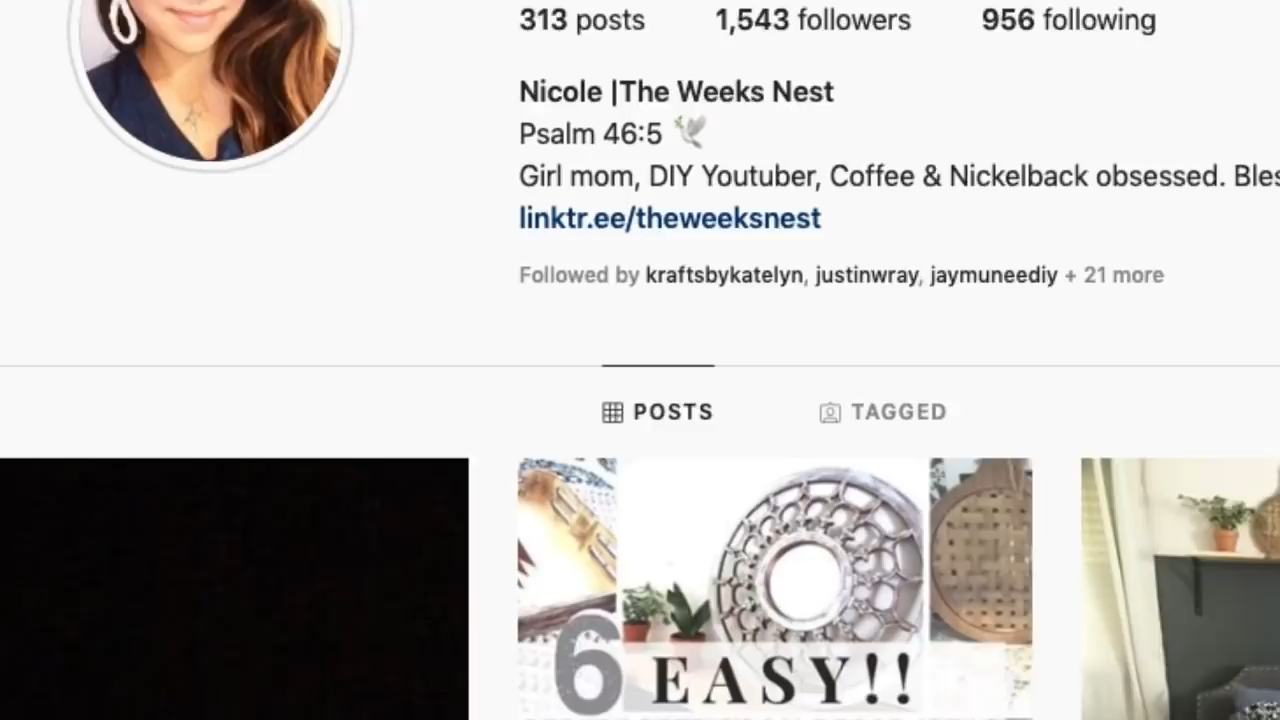 313 posts 1,543 followers 956 following
Nicole |The Weeks Nest
Psalm 46:5 🕊
Girl mom, DIY Youtuber, Coffee & Nickelback obsessed.
linktr.ee/theweeksnest
Followed by kraftsbykatelyn, justinwray, jaymuneediy + 21 more
POSTS TAGGED
6 EASY!!